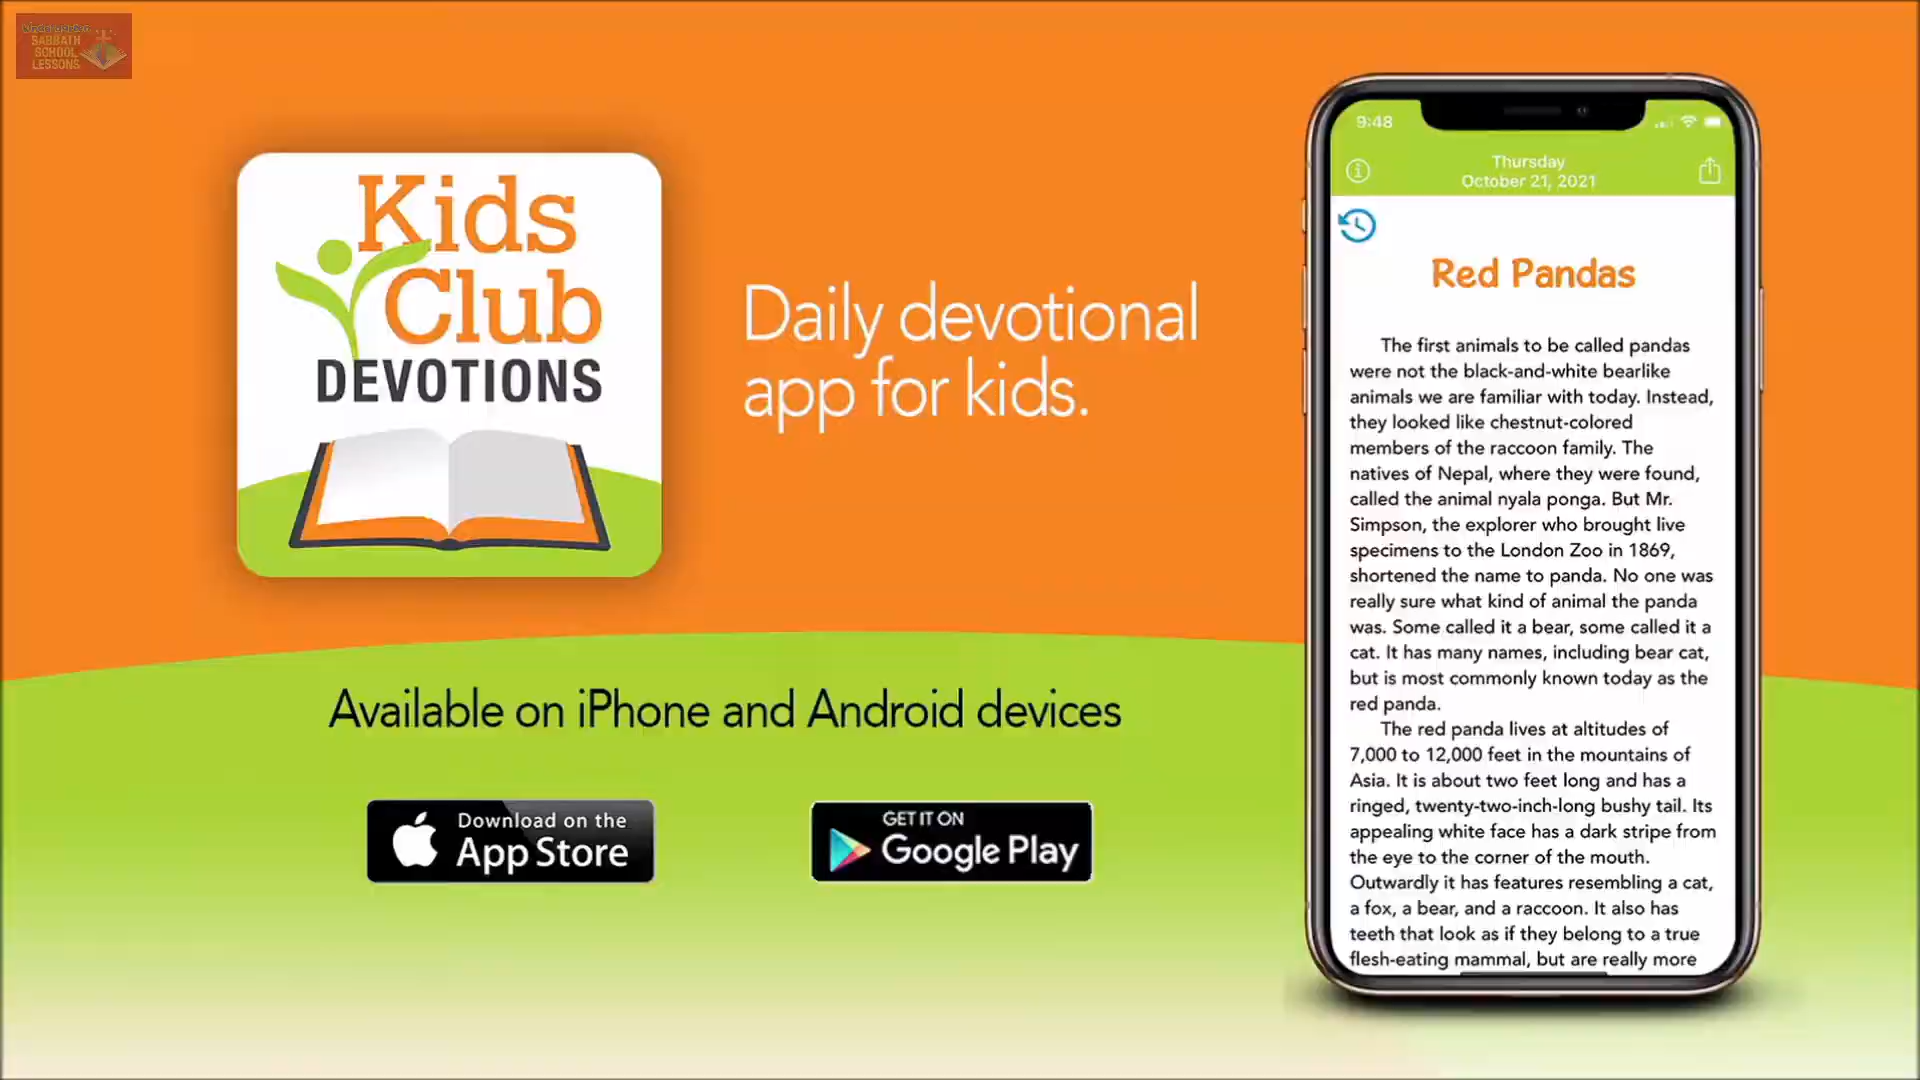 Kindergarten
SABBATH
SCHOOL
LESSONS
Kids
Club
DEVOTIONS
Daily devotional
app for kids.
Available on iPhone and Android devices
Download on the
App Store
GET IT ON
Google Play
9:48
Thursday
October 21, 2021
Red Pandas
The first animals to be called pandas
were not the black-and-white bearlike
animals we are familiar with today. Instead,
they looked like chestnut-colored
members of the raccoon family. The
natives of Nepal, where they were found,
called the animal nyala ponga. But Mr.
Simpson, the explorer who brought live
specimens to the London Zoo in 1869,
shortened the name to panda. No one was
really sure what kind of animal the panda
was. Some called it a bear, some called it a
cat. It has many names, including bear cat,
but is most commonly known today as the
red panda.
The red panda lives at altitudes of
7,000 to 12,000 feet in the mountains of
Asia. It is about two feet long and has a
ringed, twenty-two-inch-long bushy tail. Its
appealing white face has a dark stripe from
the eye to the corner of the mouth.
Outwardly it has features resembling a cat,
a fox, a bear, and a raccoon. It also has
teeth that look as if they belong to a true
flesh-eating mammal, but are really more